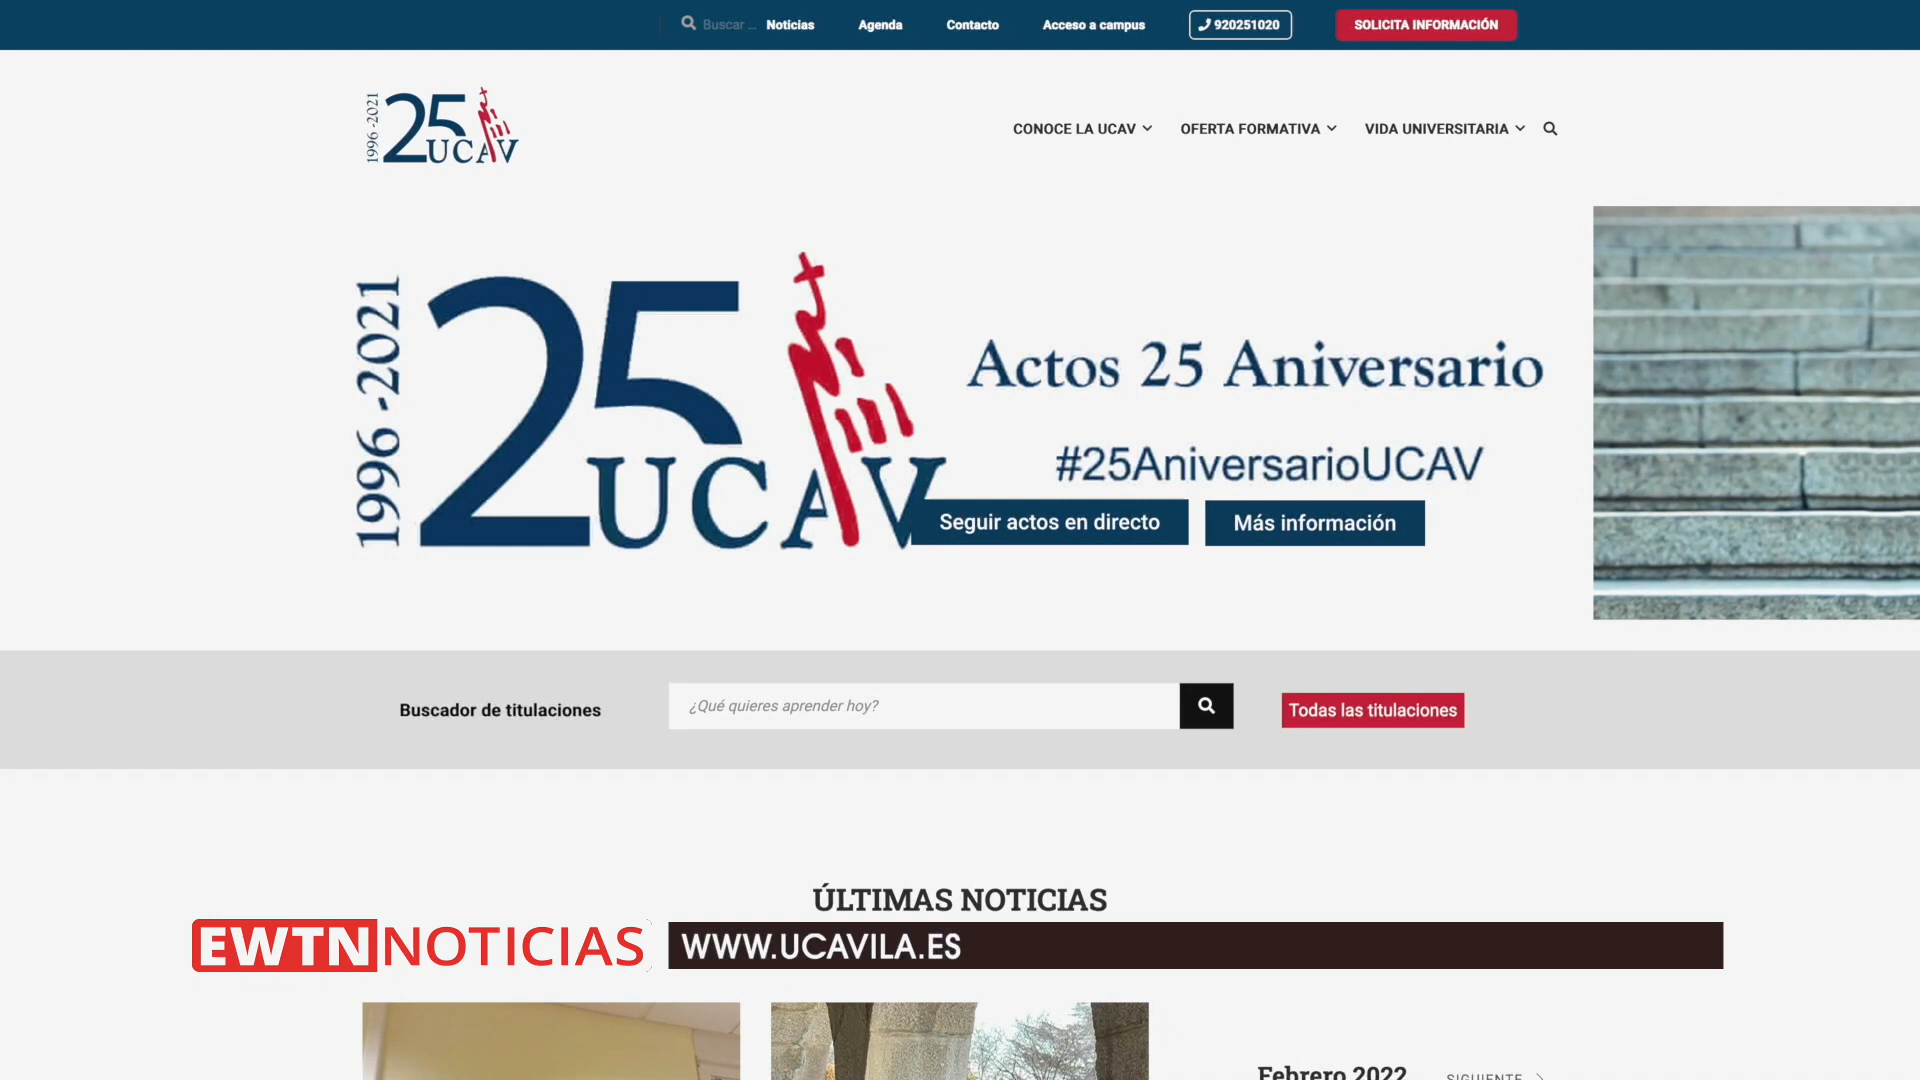 Buscar ... Noticias Agenda Contacto Acceso a campus 920251020 SOLICITA INFORMACIÓN
1996 -2021
25
UCAV
CONOCE LA UCAV OFERTA FORMATIVA VIDA UNIVERSITARIA
1996 -2021
25
UCAV
Actos 25 Aniversario
#25AniversarioUCAV
Seguir actos en directo Más información
Buscador de titulaciones ¿Qué quieres aprender hoy? Todas las titulaciones
ÚLTIMAS NOTICIAS
EWTN NOTICIAS WWW.UCAVILA.ES
Febrero 2022 SIGUIENTE